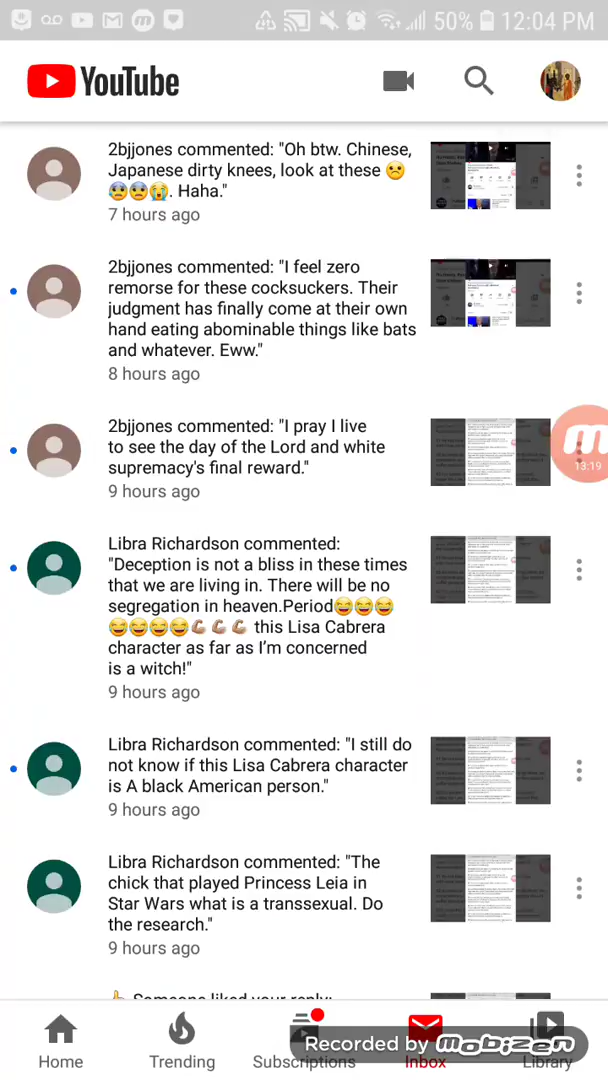 50% 12:04 PM
YouTube
2bjjones commented: "Oh btw. Chinese,
Japanese dirty knees, look at these ☹️
😰😰😭. Haha."
7 hours ago
2bjjones commented: "I feel zero
remorse for these cocksuckers. Their
judgment has finally come at their own
hand eating abominable things like bats
and whatever. Eww."
8 hours ago
2bjjones commented: "I pray I live
to see the day of the Lord and white
supremacy's final reward."
9 hours ago
13:19
Libra Richardson commented:
"Deception is not a bliss in these times
that we are living in. There will be no
segregation in heaven.Period😂😂😂
😂😂😂😂💪🏽💪🏽💪🏽 this Lisa Cabrera
character as far as I’m concerned
is a witch!"
9 hours ago
Libra Richardson commented: "I still do
not know if this Lisa Cabrera character
is A black American person."
9 hours ago
Libra Richardson commented: "The
chick that played Princess Leia in
Star Wars what is a transsexual. Do
the research."
9 hours ago
👍 Someone liked your reply:
Home
Trending
Subscriptions
Inbox
Library
Recorded by mobizen